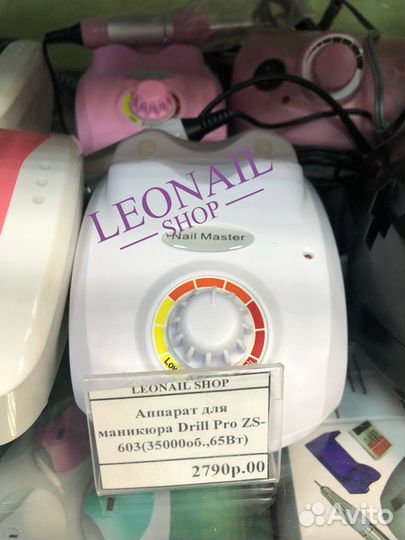 LEONAIL
SHOP
Nail Master
Low
LEONAIL SHOP
Аппарат для
маникюра Drill Pro ZS-
603(35000об.,65Вт)
2790р.00
Avito